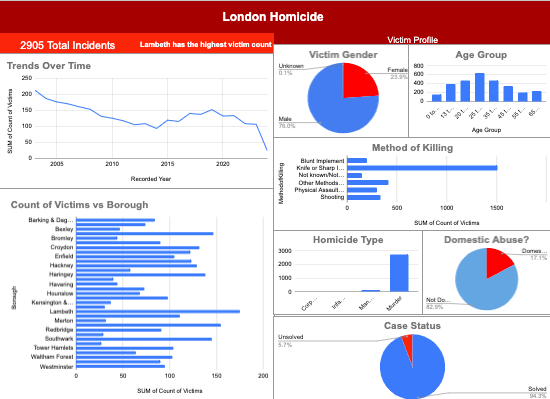 London Homicide
2905 Total Incidents
Lambeth has the highest victim count
Victim Profile
Trends Over Time
250
200
150
100
50
0
2005
2010
2015
2020
SUM of Count of Victims
Recorded Year
Victim Gender
Unknown
0.1%
Female
23.9%
Male
76.0%
Age Group
800
600
400
200
0
0 to...
13 t...
20 t...
25 t...
35 t...
45 t...
55 t...
65...
Age Group
Method of Killing
Method of Killing
Blunt Implement
Knife or Sharp I...
Not known/Not...
Other Methods...
Physical Assault...
Shooting
0
500
1000
1500
SUM of Count of Victims
Count of Victims vs Borough
Borough
Barking & Dag...
Bexley
Bromley
Croydon
Enfield
Hackney
Haringey
Havering
Hounslow
Kensington &...
Lambeth
Merton
Redbridge
Southwark
Tower Hamlets
Waltham Forest
Westminster
0
50
100
150
200
SUM of Count of Victims
Homicide Type
3000
2000
1000
0
Corp...
Infa...
Man...
Murder
Domestic Abuse?
Domes...
17.1%
Not Do...
82.9%
Case Status
Unsolved
5.7%
Solved
94.3%